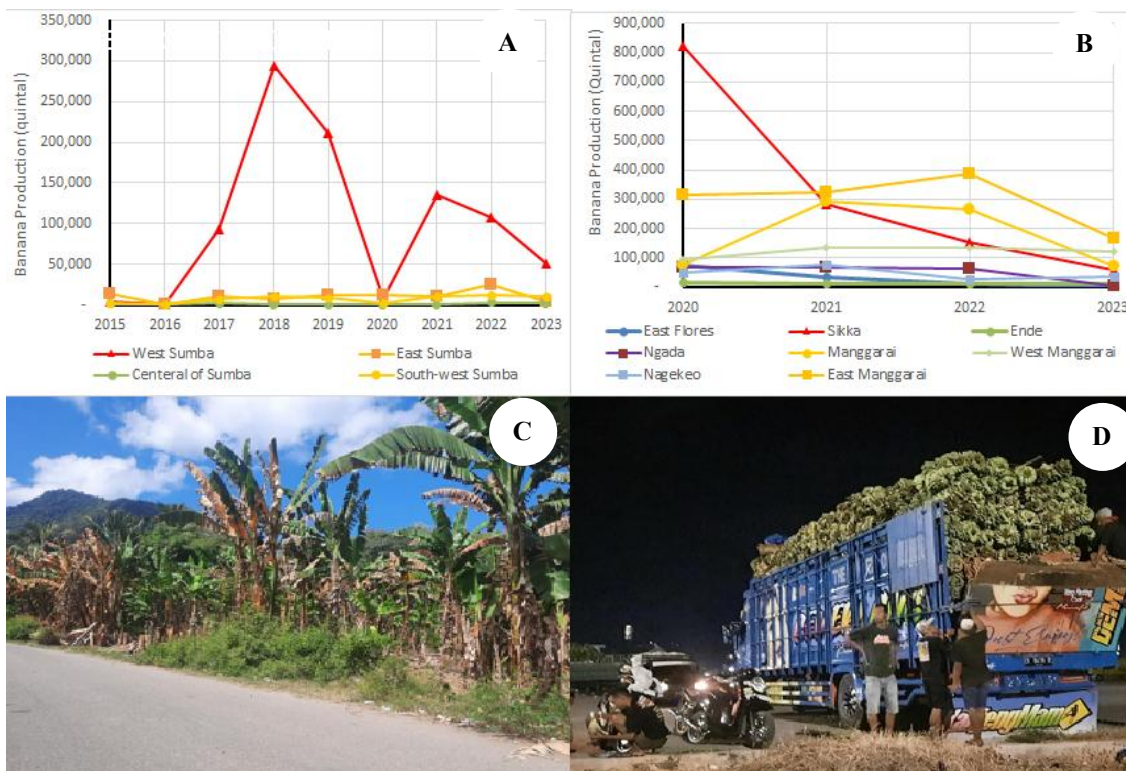 A
Banana Production (quintal)
350,000
300,000
250,000
200,000
150,000
100,000
50,000
-
2015 2016 2017 2018 2019 2020 2021 2022 2023
West Sumba East Sumba
Centeral of Sumba South-west Sumba
B
Banana Production (Quintal)
900,000
800,000
700,000
600,000
500,000
400,000
300,000
200,000
100,000
-
2020 2021 2022 2023
East Flores Sikka Ende
Ngada Manggarai West Manggarai
Nagekeo East Manggarai
C
D
THE
GCM